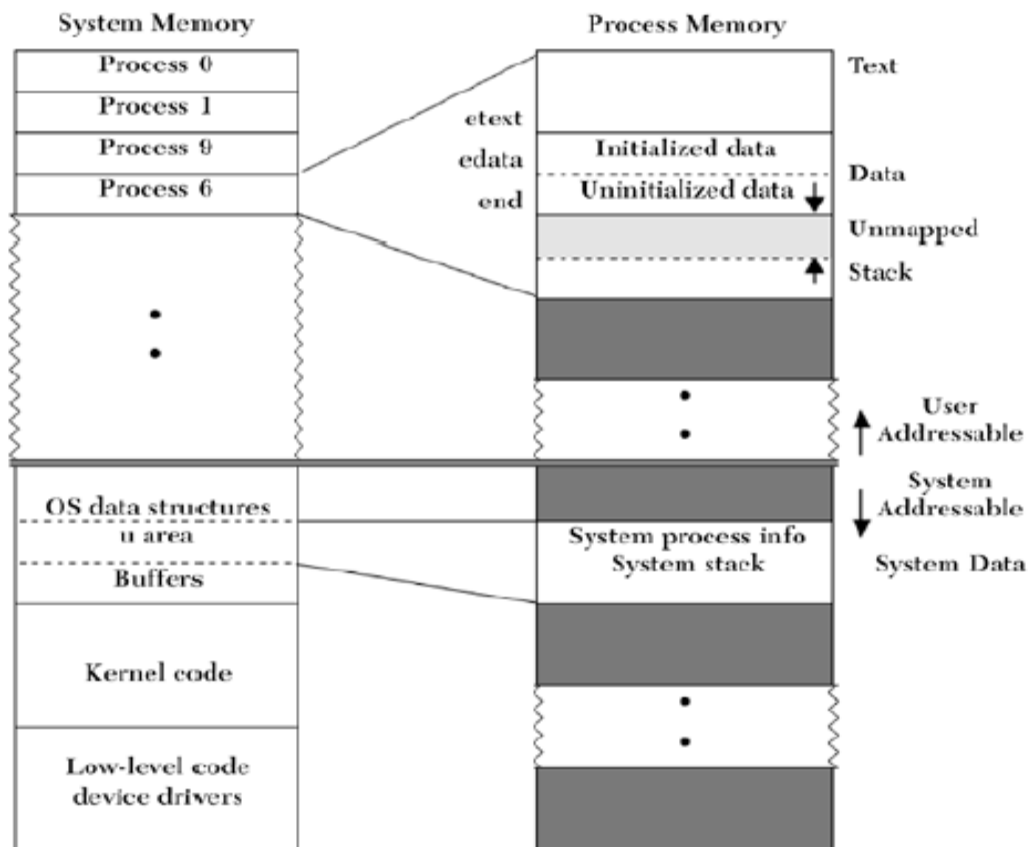 System Memory
Process 0
Process 1
Process 9
Process 6
OS data structures
u area
Buffers
Kernel code
Low-level code
device drivers
Process Memory
etext
edata
end
Initialized data
Uninitialized data
Text
Data
Unmapped
Stack
User
Addressable
System
Addressable
System process info
System stack
System Data